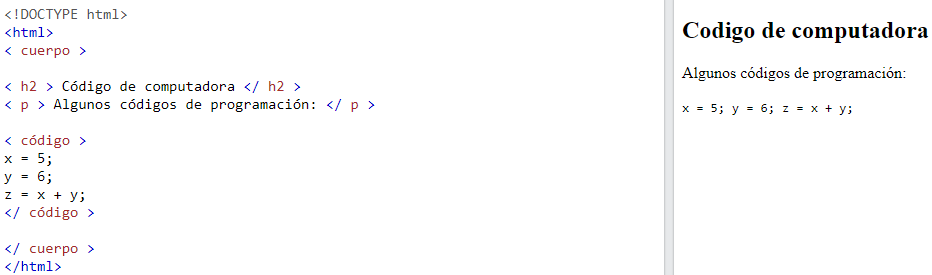 <!DOCTYPE html>
<html>
< cuerpo >
< h2 > Código de computadora </ h2 >
< p > Algunos códigos de programación: </ p >
< código >
x = 5;
y = 6;
z = x + y;
</ código >
</ cuerpo >
</html>
Codigo de computadora
Algunos códigos de programación:
x = 5; y = 6; z = x + y;